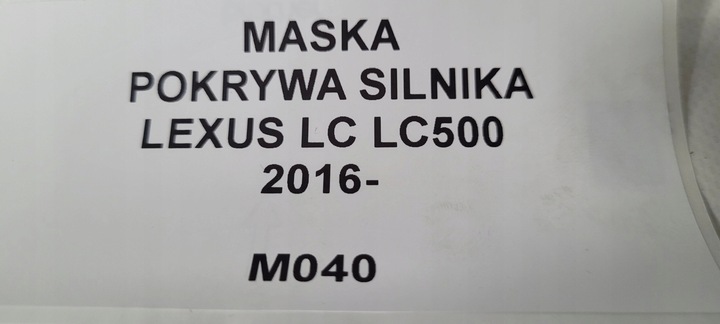 MASKA
POKRYWA SILNIKA
LEXUS LC LC500
2016-
M040